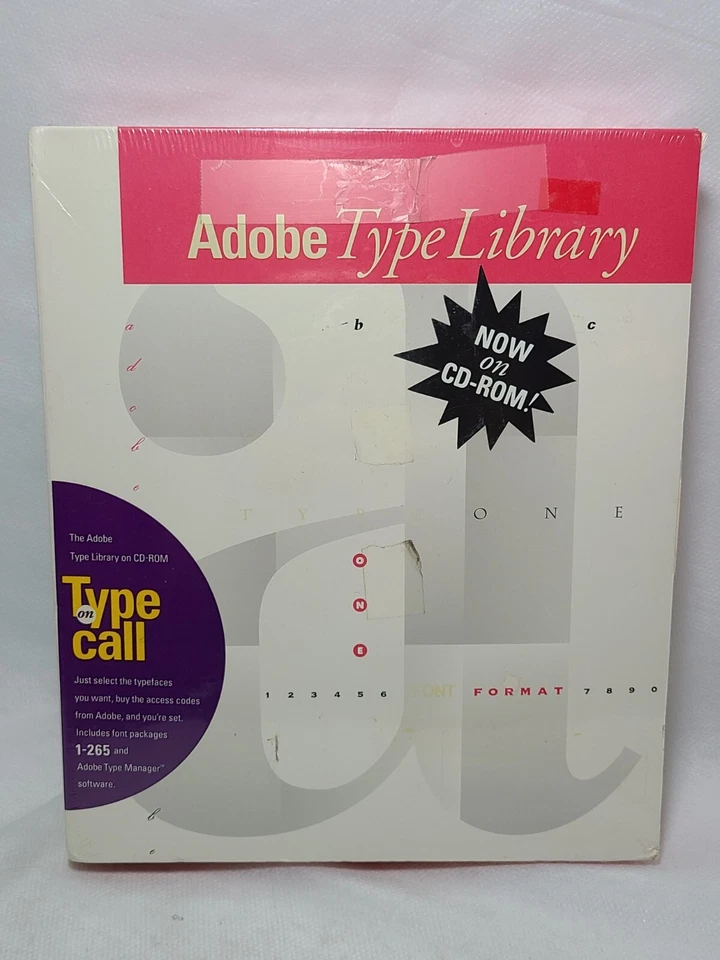 Adobe Type Library
NOW
on
CD-ROM!
a b c
d
o
b
e
T Y P E O N E
The Adobe
Type Library on CD-ROM
Type
on
call
Just select the typefaces
you want, buy the access codes
from Adobe, and you're set.
Includes font packages
1-265 and
Adobe Type Manager™
software.
O
N
E
1 2 3 4 5 6 FONT FORMAT 7 8 9 0
b
e